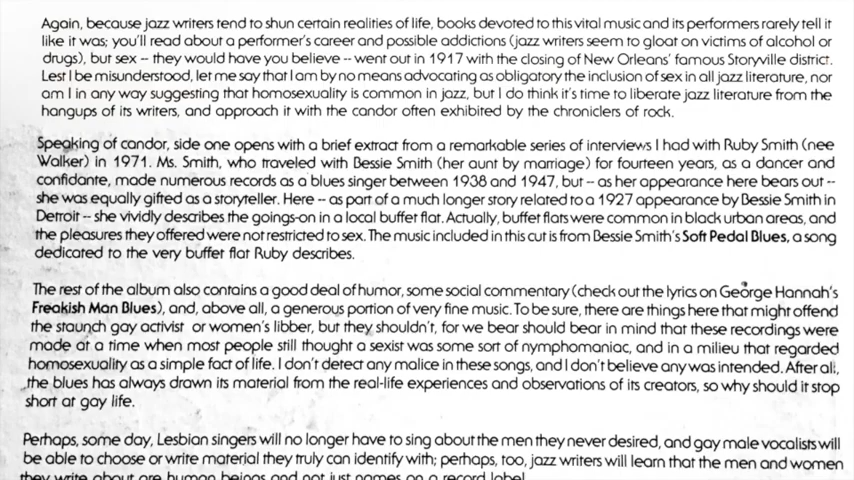 Again, because jazz writers tend to shun certain realities of life, books devoted to this vital music and its performers rarely tell it
like it was; you'll read about a performer's career and possible addictions (jazz writers seem to gloat on victims of alcohol or
drugs), but sex -- they would have you believe -- went out in 1917 with the closing of New Orleans' famous Storyville district.
Lest I be misunderstood, let me say that I am by no means advocating as obligatory the inclusion of sex in all jazz literature, nor
am I in any way suggesting that homosexuality is common in jazz, but I do think it's time to liberate jazz literature from the
hangups of its writers, and approach it with the candor often exhibited by the chroniclers of rock.
Speaking of candor, side one opens with a brief extract from a remarkable series of interviews I had with Ruby Smith (nee
Walker) in 1971. Ms. Smith, who traveled with Bessie Smith (her aunt by marriage) for fourteen years, as a dancer and
confidante, made numerous records as a blues singer between 1938 and 1947, but -- as her appearance here bears out --
she was equally gifted as a storyteller. Here -- as part of a much longer story related to a 1927 appearance by Bessie Smith in
Detroit -- she vividly describes the goings-on in a local buffet flat. Actually, buffet flats were common in black urban areas, and
the pleasures they offered were not restricted to sex. The music included in this cut is from Bessie Smith's Soft Pedal Blues, a song
dedicated to the very buffet flat Ruby describes.
The rest of the album also contains a good deal of humor, some social commentary (check out the lyrics on George Hannah's
Freakish Man Blues), and, above all, a generous portion of very fine music. To be sure, there are things here that might offend
the staunch gay activist or women's libber, but they shouldn't, for we bear should bear in mind that these recordings were
made at a time when most people still thought a sexist was some sort of nymphomaniac, and in a milieu that regarded
homosexuality as a simple fact of life. I don't detect any malice in these songs, and I don't believe any was intended. After all,
the blues has always drawn its material from the real-life experiences and observations of its creators, so why should it stop
short at gay life.
Perhaps, some day, Lesbian singers will no longer have to sing about the men they never desired, and gay male vocalists will
be able to choose or write material they truly can identify with; perhaps, too, jazz writers will learn that the men and women
they write about are human beings and not just names on a record label.